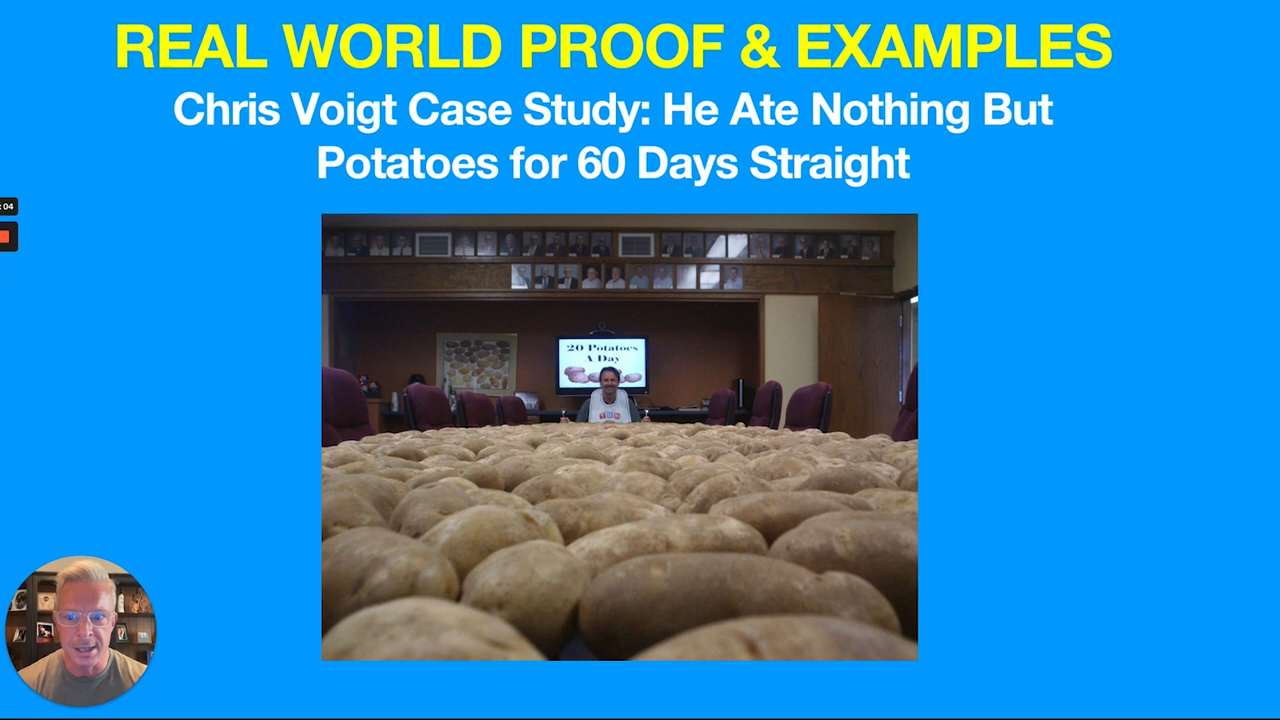 REAL WORLD PROOF & EXAMPLES
Chris Voigt Case Study: He Ate Nothing But
Potatoes for 60 Days Straight
:04
20 Potatoes
A Day